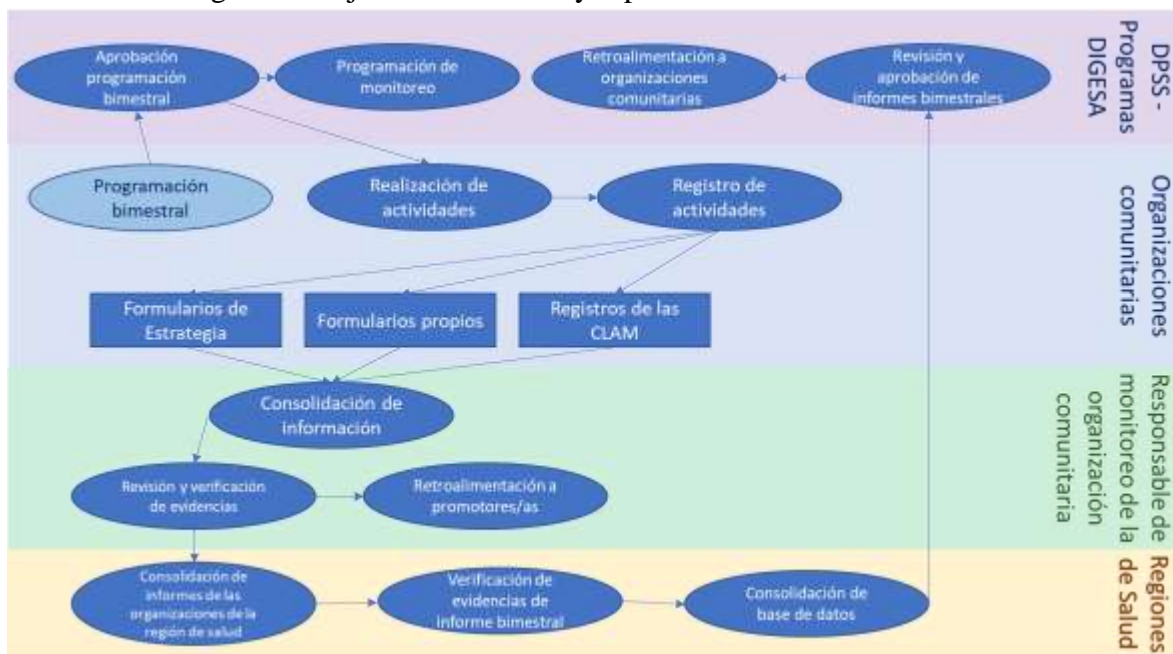 Aprobación
programación
bimestral
Programación de
monitoreo
Retroalimentación a
organizaciones
comunitarias
Revisión y
aprobación de
informes bimestrales
DPSS -
Programas
DIGESA
Programación
bimestral
Realización de
actividades
Registro de
actividades
Organizaciones
comunitarias
Formularios de
Estrategia
Formularios propios
Registros de las
CLAM
Consolidación de
información
Revisión y verificación
de evidencias
Retroalimentación a
promotores/as
Responsable de
monitoreo de la
organización
comunitaria
Consolidación de
informes de las
organizaciones de la
región de salud
Verificación de
evidencias de
informe bimestral
Consolidación de
base de datos
Regiones
de Salud